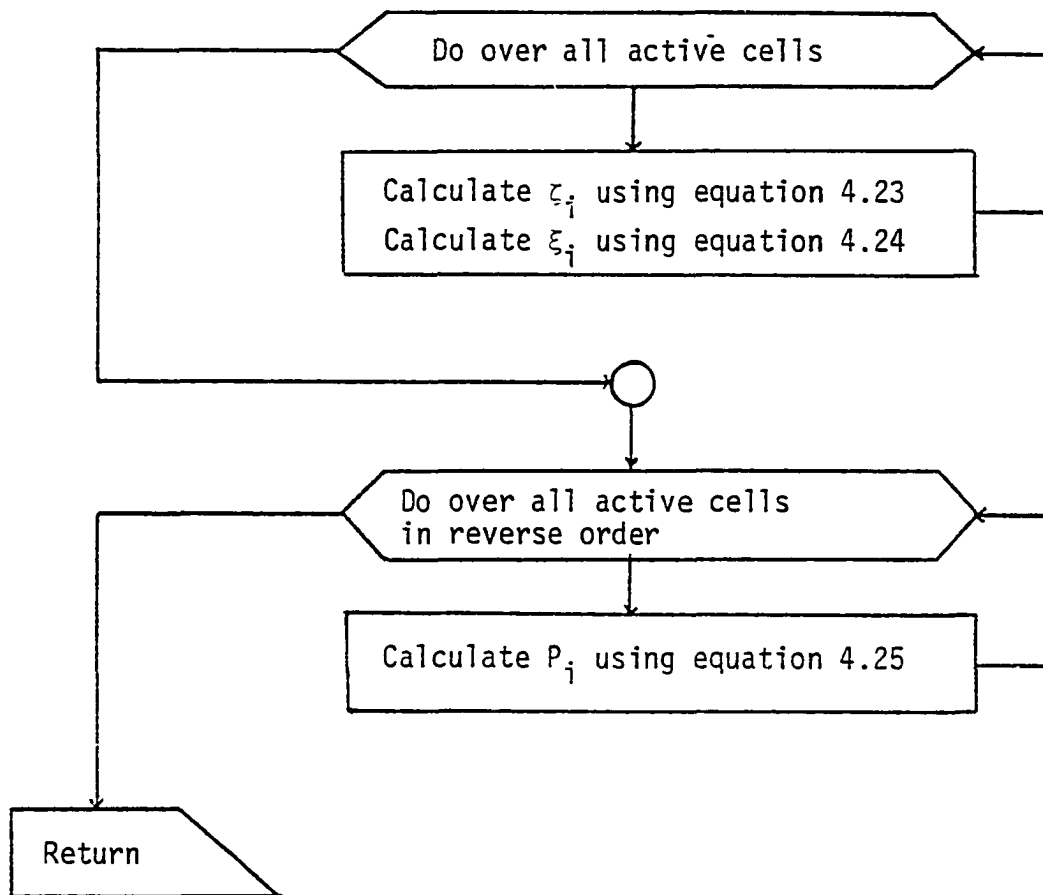 Do over all active cells
Calculate ζi using equation 4.23
Calculate ξi using equation 4.24
Do over all active cells
in reverse order
Calculate Pi using equation 4.25
Return